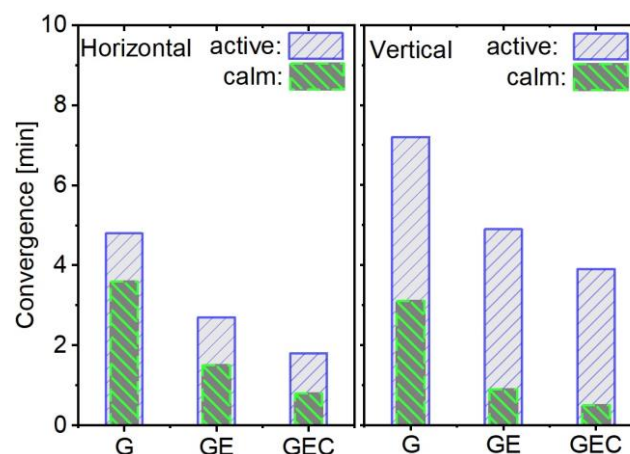 Convergence [min]
10
8
6
4
2
0
Horizontal
active:
calm:
G
GE
GEC
Vertical
active:
calm:
G
GE
GEC